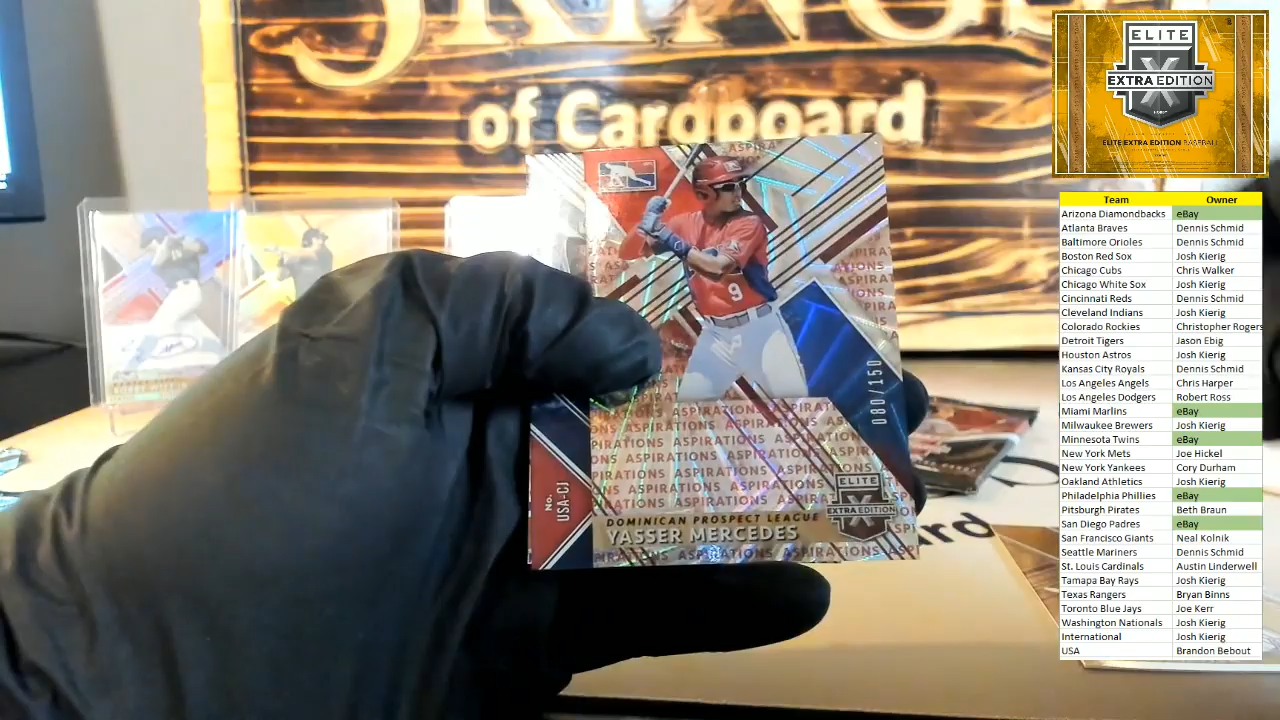 of Cardboard
ELITE
EXTRA EDITION
ELITE EXTRA EDITION BASEBALL
ASPIRATIONS
080/150
No.
USA-CJ
ELITE
EXTRA EDITION
DOMINICAN PROSPECT LEAGUE
YASSER MERCEDES
Team Owner
Arizona Diamondbacks eBay
Atlanta Braves Dennis Schmid
Baltimore Orioles Dennis Schmid
Boston Red Sox Josh Kierig
Chicago Cubs Chris Walker
Chicago White Sox Josh Kierig
Cincinnati Reds Dennis Schmid
Cleveland Indians Josh Kierig
Colorado Rockies Christopher Rogers
Detroit Tigers Jason Ebig
Houston Astros Josh Kierig
Kansas City Royals Dennis Schmid
Los Angeles Angels Chris Harper
Los Angeles Dodgers Robert Ross
Miami Marlins eBay
Milwaukee Brewers Josh Kierig
Minnesota Twins eBay
New York Mets Joe Hickel
New York Yankees Cory Durham
Oakland Athletics Josh Kierig
Philadelphia Phillies eBay
Pitsburgh Pirates Beth Braun
San Diego Padres eBay
San Francisco Giants Neal Kolnik
Seattle Mariners Dennis Schmid
St. Louis Cardinals Austin Linderwell
Tamapa Bay Rays Josh Kierig
Texas Rangers Bryan Binns
Toronto Blue Jays Joe Kerr
Washington Nationals Josh Kierig
International Josh Kierig
USA Brandon Bebout